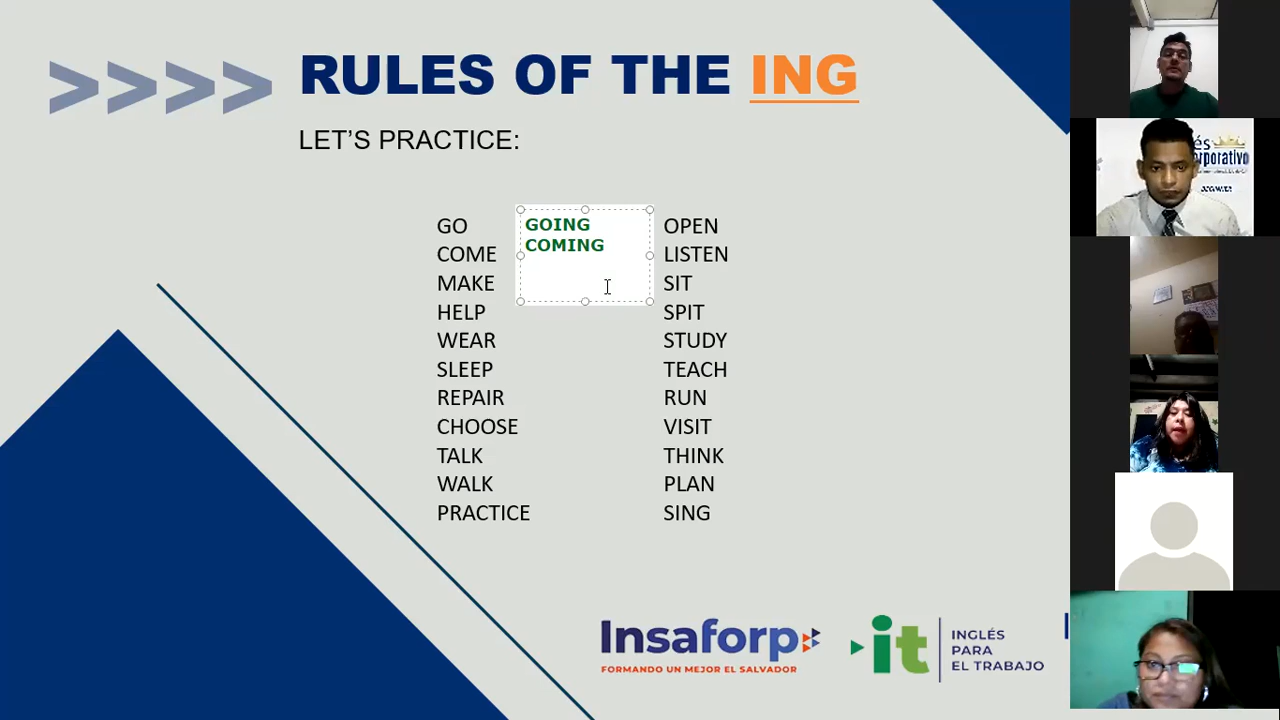 >>>> RULES OF THE ING
LET'S PRACTICE:
GO
COME
MAKE
HELP
WEAR
SLEEP
REPAIR
CHOOSE
TALK
WALK
PRACTICE
GOING
COMING
OPEN
LISTEN
SIT
SPIT
STUDY
TEACH
RUN
VISIT
THINK
PLAN
SING
Insaforp
FORMANDO UN MEJOR EL SALVADOR
it
INGLÉS
PARA
EL TRABAJO